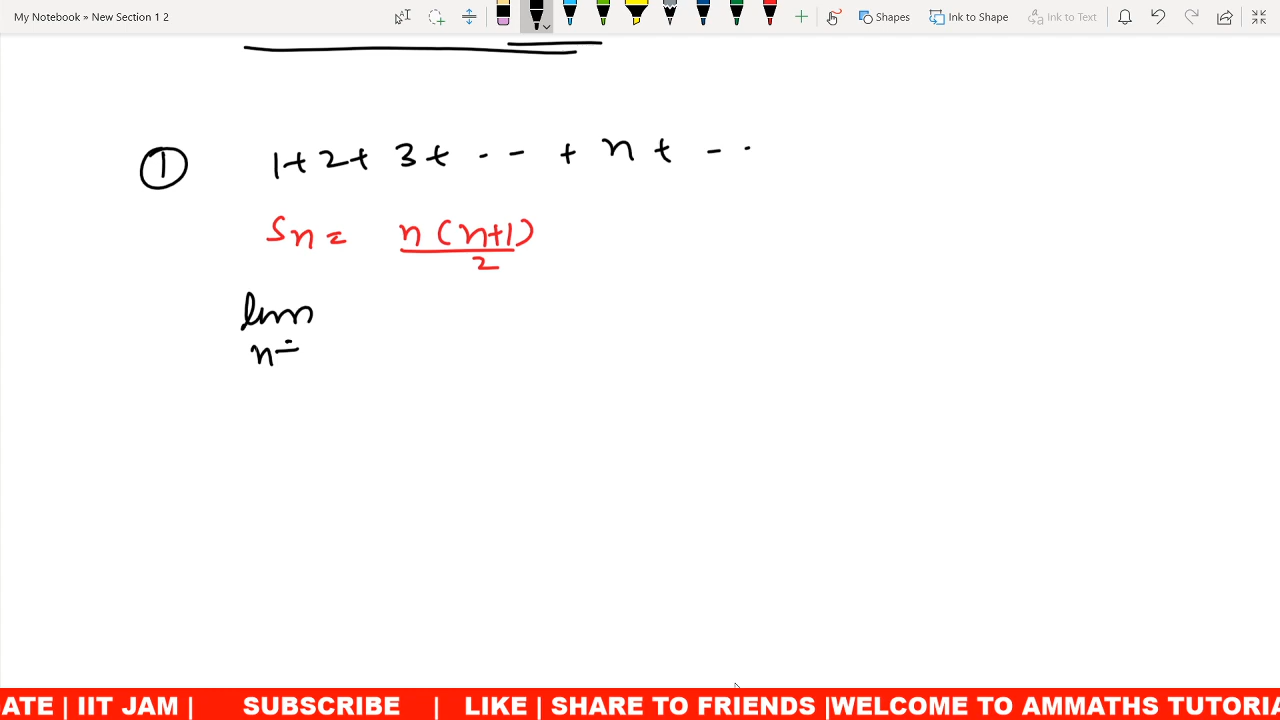 My Notebook » New Section 1 2
Shapes Ink to Shape Ink to Text
① 1+2+3+ - - + n + - -
Sn = n(n+1)
2
lim
n
ATE | IIT JAM | SUBSCRIBE | LIKE | SHARE TO FRIENDS |WELCOME TO AMMATHS TUTORIA